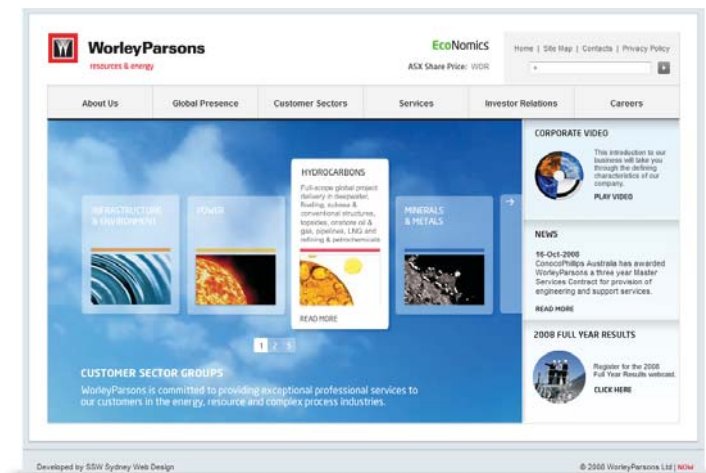 WorleyParsons
resources & energy
EcoNomics
ASX Share Price: WOR
Home | Site Map | Contacts | Privacy Policy
About Us
Global Presence
Customer Sectors
Services
Investor Relations
Careers
INFRASTRUCTURE
& ENVIRONMENT
POWER
HYDROCARBONS
Full-scope global project
delivery in deepwater,
floating, subsea &
conventional structures,
topsides, onshore oil &
gas, pipelines, LNG and
refining & petrochemicals
READ MORE
MINERALS
& METALS
1 2 3
CUSTOMER SECTOR GROUPS
WorleyParsons is committed to providing exceptional professional services to
our customers in the energy, resource and complex process industries.
CORPORATE VIDEO
This introduction to our
business will take you
through the defining
characteristics of our
company.
PLAY VIDEO
NEWS
16-Oct-2008
ConocoPhillips Australia has awarded
WorleyParsons a three year Master
Services Contract for provision of
engineering and support services.
READ MORE
2008 FULL YEAR RESULTS
Register for the 2008
Full Year Results webcast.
CLICK HERE
Developed by SSW Sydney Web Design
© 2008 WorleyParsons Ltd | NOW